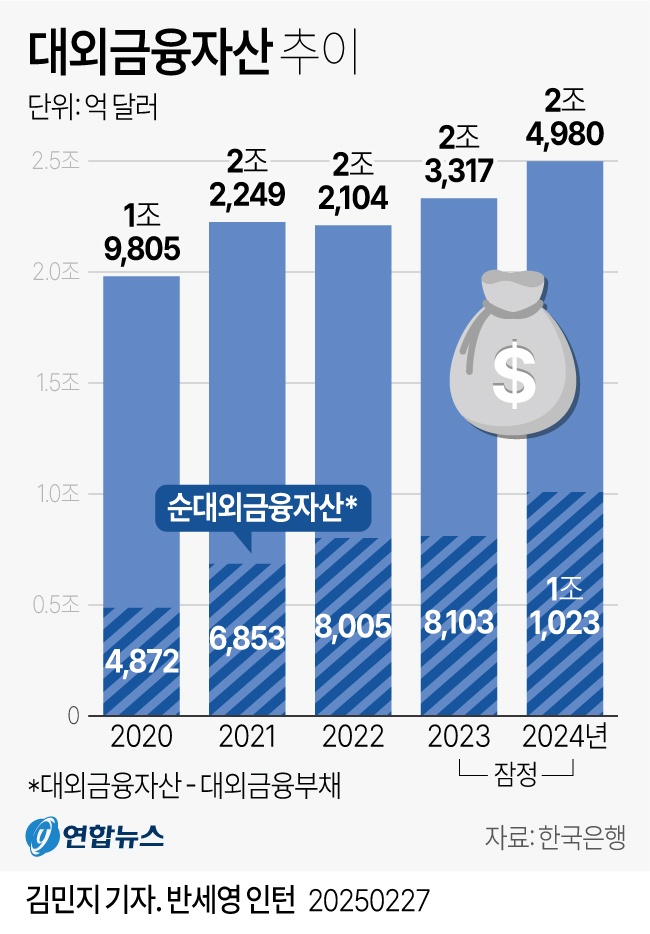 대외금융자산 추이
단위: 억 달러
2.5조
2.0조
1.5조
1.0조
0.5조
0
1조
9,805
2조
2,249
2조
2,104
2조
3,317
2조
4,980
$
순대외금융자산*
4,872
6,853
8,005
8,103
1조
1,023
2020 2021 2022 2023 2024년
잠정
*대외금융자산 - 대외금융부채
y 연합뉴스
자료: 한국은행
김민지 기자. 반세영 인턴 20250227